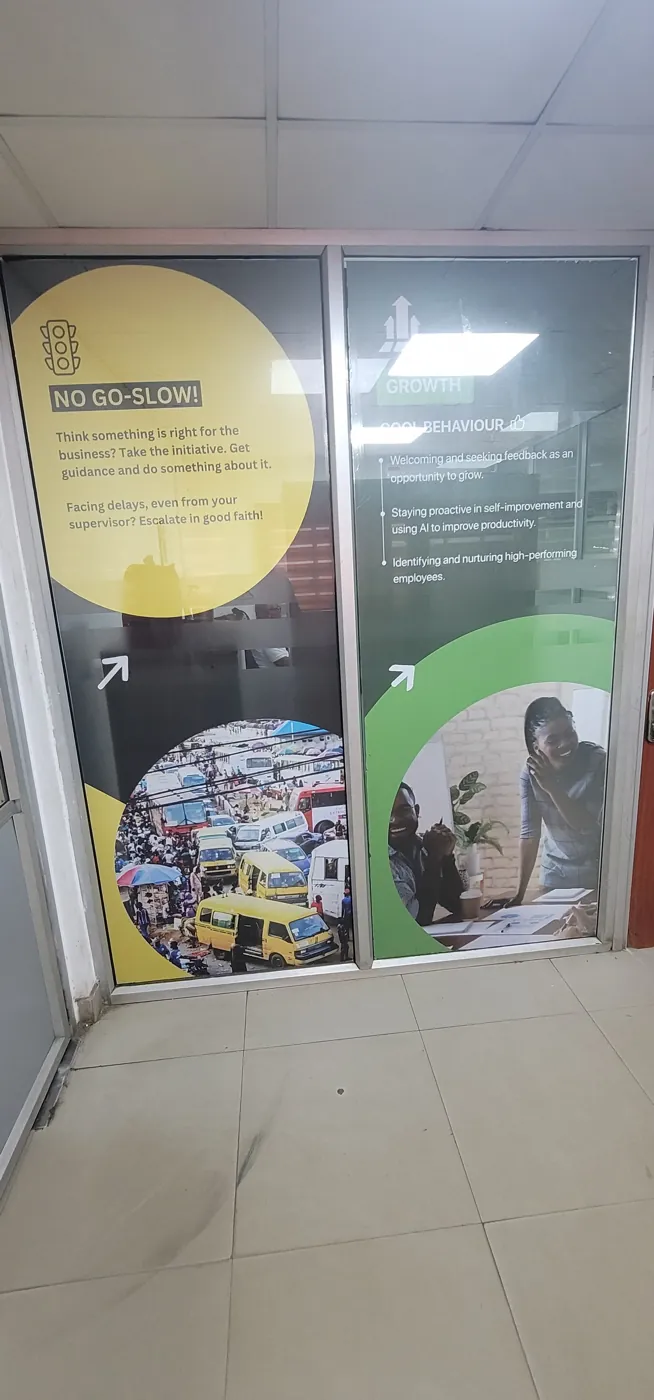 NO GO-SLOW!
Think something is right for the
business? Take the initiative. Get
guidance and do something about it.
Facing delays, even from your
supervisor? Escalate in good faith!
GROWTH
COOL BEHAVIOUR
Welcoming and seeking feedback as an
opportunity to grow.
Staying proactive in self-improvement and
using AI to improve productivity.
Identifying and nurturing high-performing
employees.